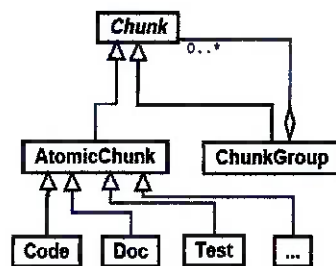 Chunk
0..*
AtomicChunk
ChunkGroup
Code
Doc
Test
...